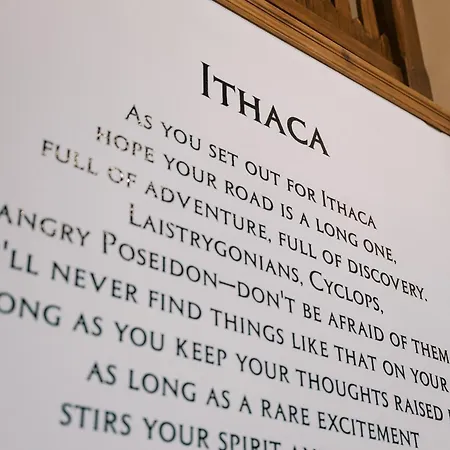 ITHACA
AS YOU SET OUT FOR ITHACA
HOPE YOUR ROAD IS A LONG ONE,
FULL OF ADVENTURE, FULL OF DISCOVERY.
LAISTRYGONIANS, CYCLOPS,
ANGRY POSEIDON—DON'T BE AFRAID OF THEM
'LL NEVER FIND THINGS LIKE THAT ON YOUR
LONG AS YOU KEEP YOUR THOUGHTS RAISED
AS LONG AS A RARE EXCITEMENT
STIRS YOUR SPIRIT